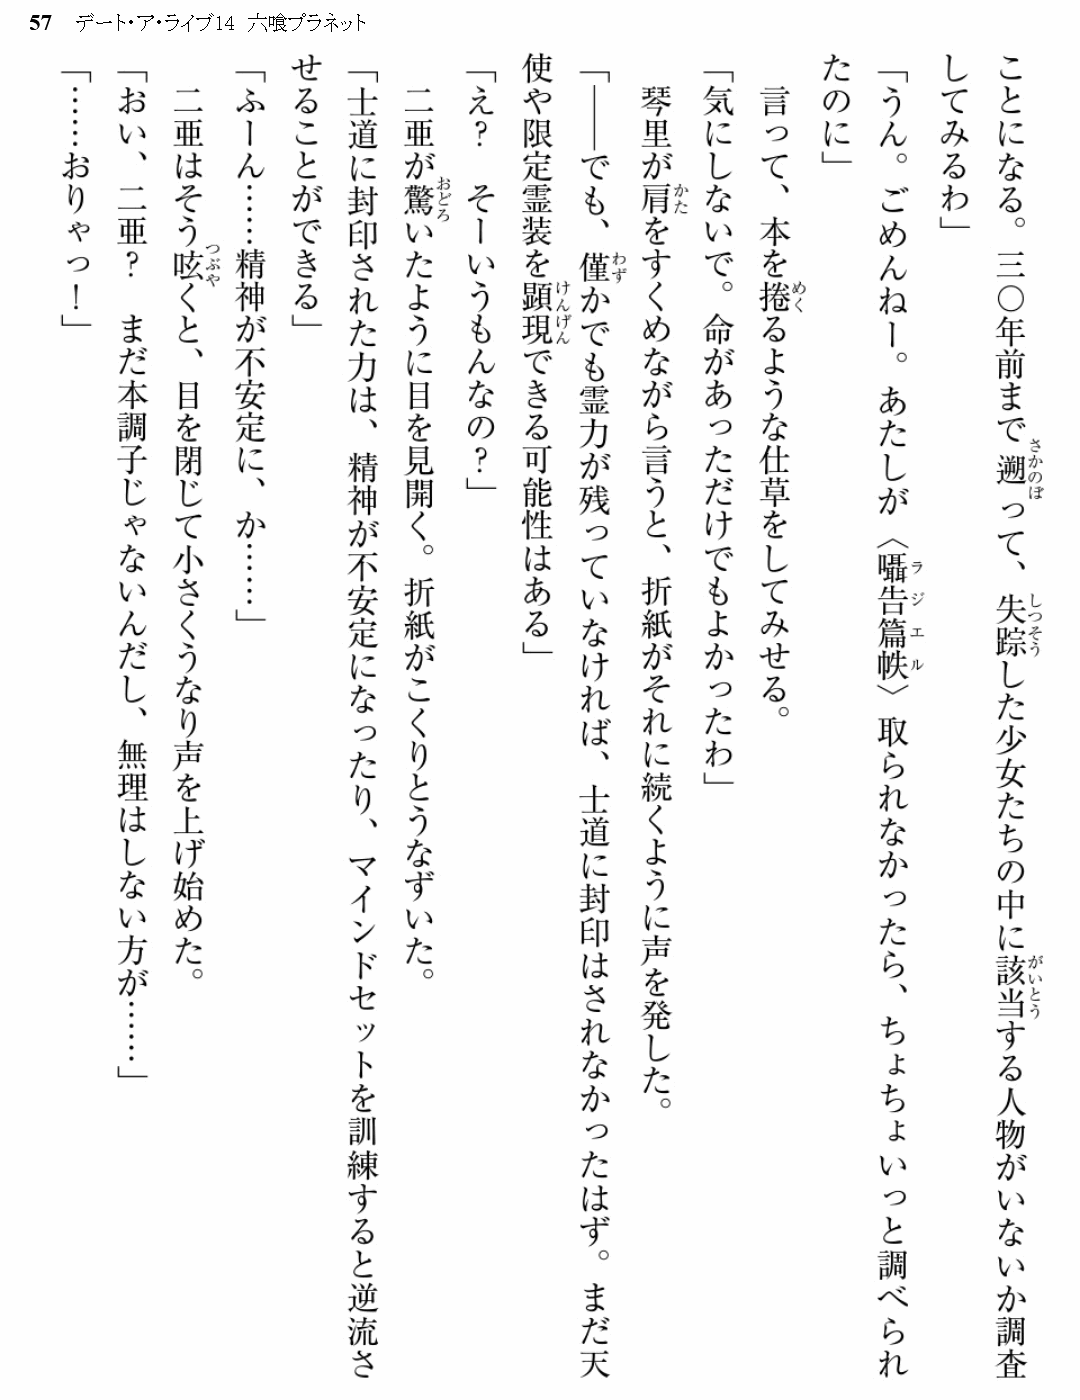 57 デート・ア・ライブ14 六喰プラネット
ことになる。三〇年前まで遡って、失踪した少女たちの中に該当する人物がいないか調査
してみるわ」
「うん。ごめんねー。あたしが〈囁告篇帙〉取られなかったら、ちょちょいっと調べられ
たのに」
　言って、本を捲るような仕草をしてみせる。
「気にしないで。命があっただけでもよかったわ」
　琴里が肩をすくめながら言うと、折紙がそれに続くように声を発した。
「――でも、僅かでも霊力が残っていなければ、士道に封印はされなかったはず。まだ天
使や限定霊装を顕現できる可能性はある」
「え？　そーいうもんなの？」
　二亜が驚いたように目を見開く。折紙がこくりとうなずいた。
「士道に封印された力は、精神が不安定になったり、マインドセットを訓練すると逆流さ
せることができる」
「ふーん……精神が不安定に、か……」
　二亜はそう呟くと、目を閉じて小さくうなり声を上げ始めた。
「おい、二亜？　まだ本調子じゃないんだし、無理はしない方が……」
「……おりゃっ！」